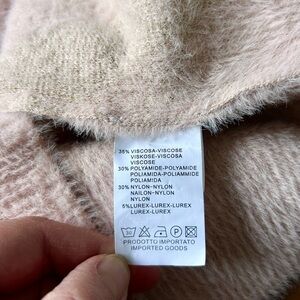 35% VISCOSA-VISCOSE
VISKOSE-VISCOSA
VISCOSE
30% POLYAMIDE-POLYAMIDE
POLIAMIDA-POLIAMMIDE
POLIAMIDA
30% NYLON-NYLON
NAILON-NYLON
NYLON
5%LUREX-LUREX-LUREX
LUREX-LUREX
PRODOTTO IMPORTATO
IMPORTED GOODS